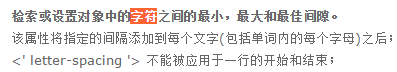 检索或设置对象中的字符之间的最小，最大和最佳间隙。
该属性将指定的间隔添加到每个文字(包括单词内的每个字母)之后；
<' letter-spacing '> 不能被应用于一行的开始和结束；